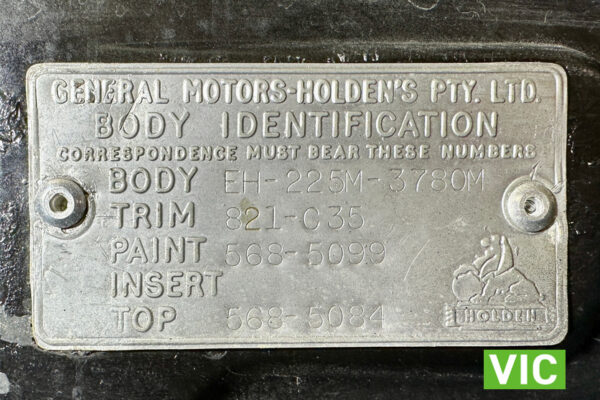 GENERAL MOTORS-HOLDEN'S PTY. LTD.
BODY IDENTIFICATION
CORRESPONDENCE MUST BEAR THESE NUMBERS
BODY EH-225M-3780M
TRIM 821-C35
PAINT 568-5099
INSERT
TOP 568-5084
HOLDEN
VIC